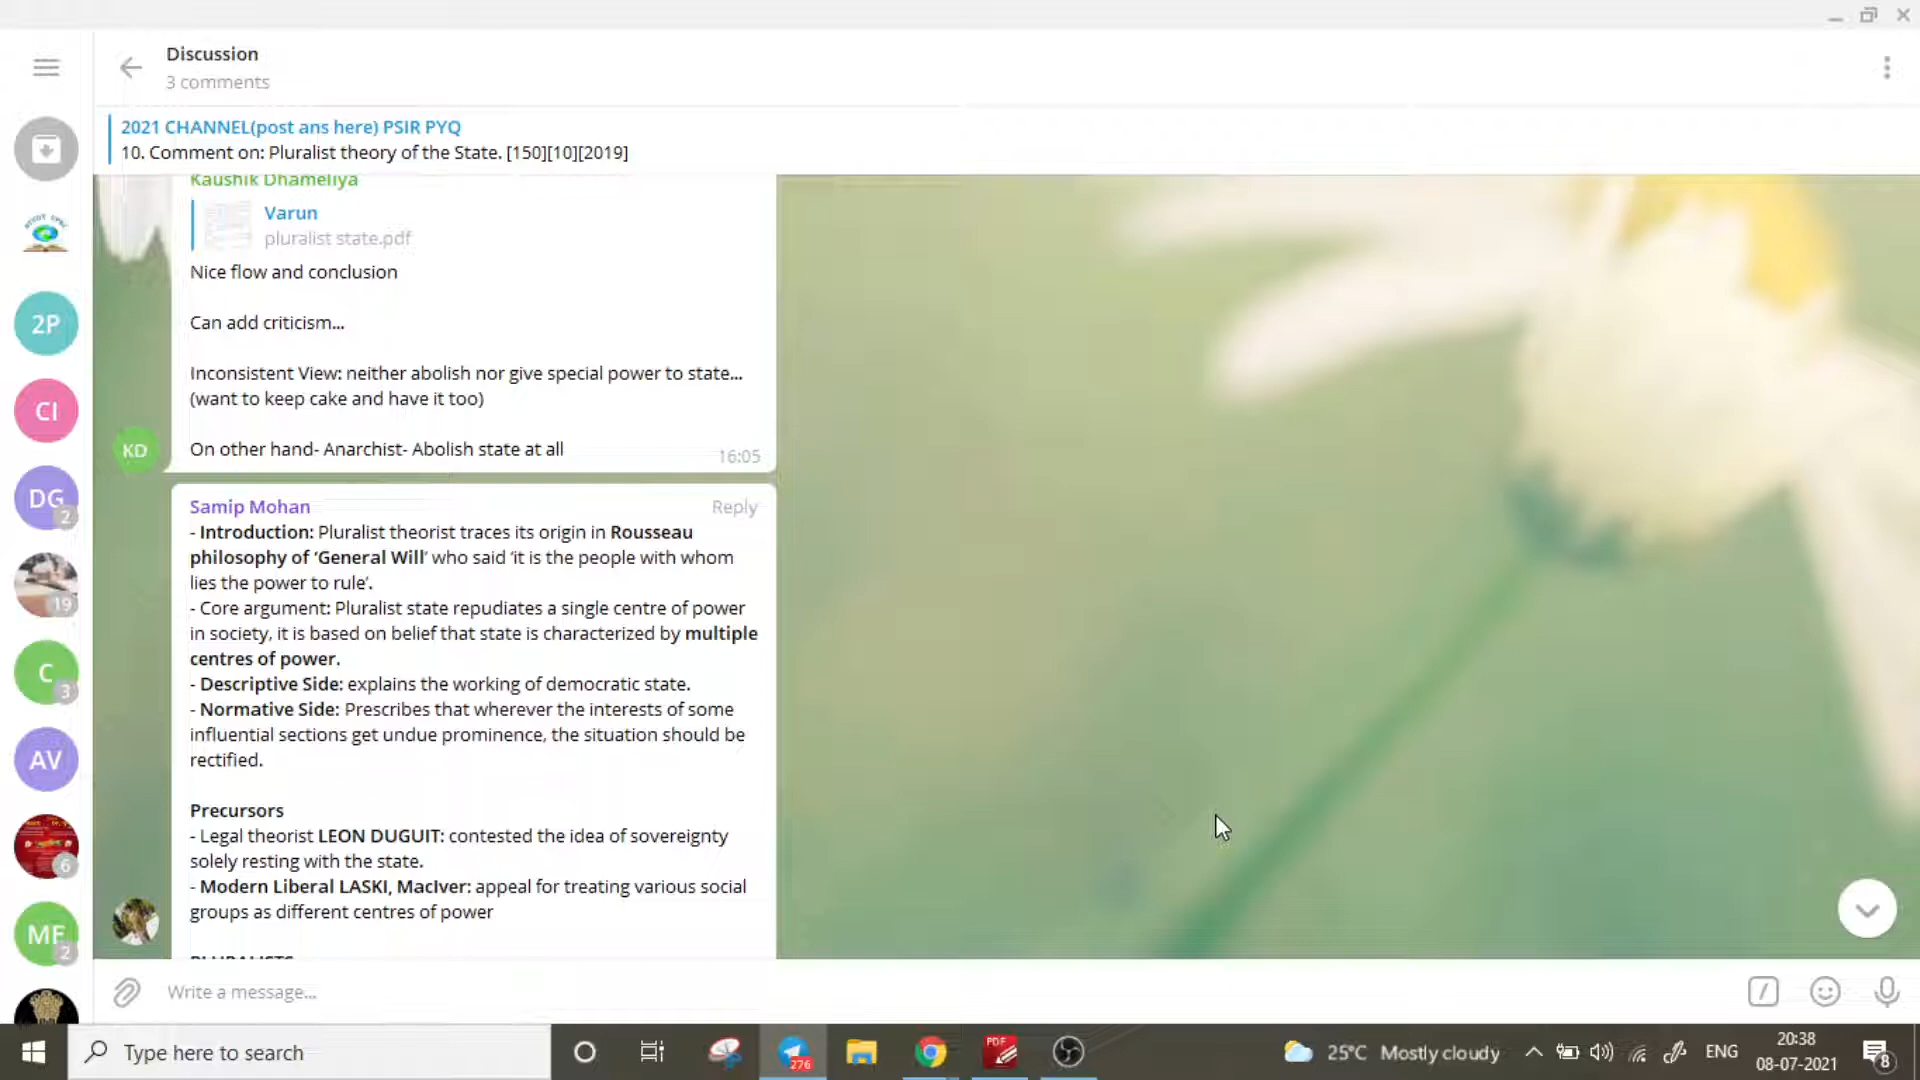 Discussion
3 comments
2021 CHANNEL(post ans here) PSIR PYQ
10. Comment on: Pluralist theory of the State. [150][10][2019]
Kaushik Dhameliya
Varun
pluralist state.pdf
Nice flow and conclusion
Can add criticism...
Inconsistent View: neither abolish nor give special power to state...
(want to keep cake and have it too)
On other hand- Anarchist- Abolish state at all
16:05
KD
Samip Mohan
Reply
- Introduction: Pluralist theorist traces its origin in Rousseau
philosophy of ‘General Will’ who said ‘it is the people with whom
lies the power to rule’.
- Core argument: Pluralist state repudiates a single centre of power
in society, it is based on belief that state is characterized by multiple
centres of power.
- Descriptive Side: explains the working of democratic state.
- Normative Side: Prescribes that wherever the interests of some
influential sections get undue prominence, the situation should be
rectified.
Precursors
- Legal theorist LEON DUGUIT: contested the idea of sovereignty
solely resting with the state.
- Modern Liberal LASKI, MacIver: appeal for treating various social
groups as different centres of power
PLURALISTS
2P
CI
DG
2
19
C
3
AV
6
MF
2
Write a message...
Type here to search
276
PDF
25°C Mostly cloudy
ENG
20:38
08-07-2021
8